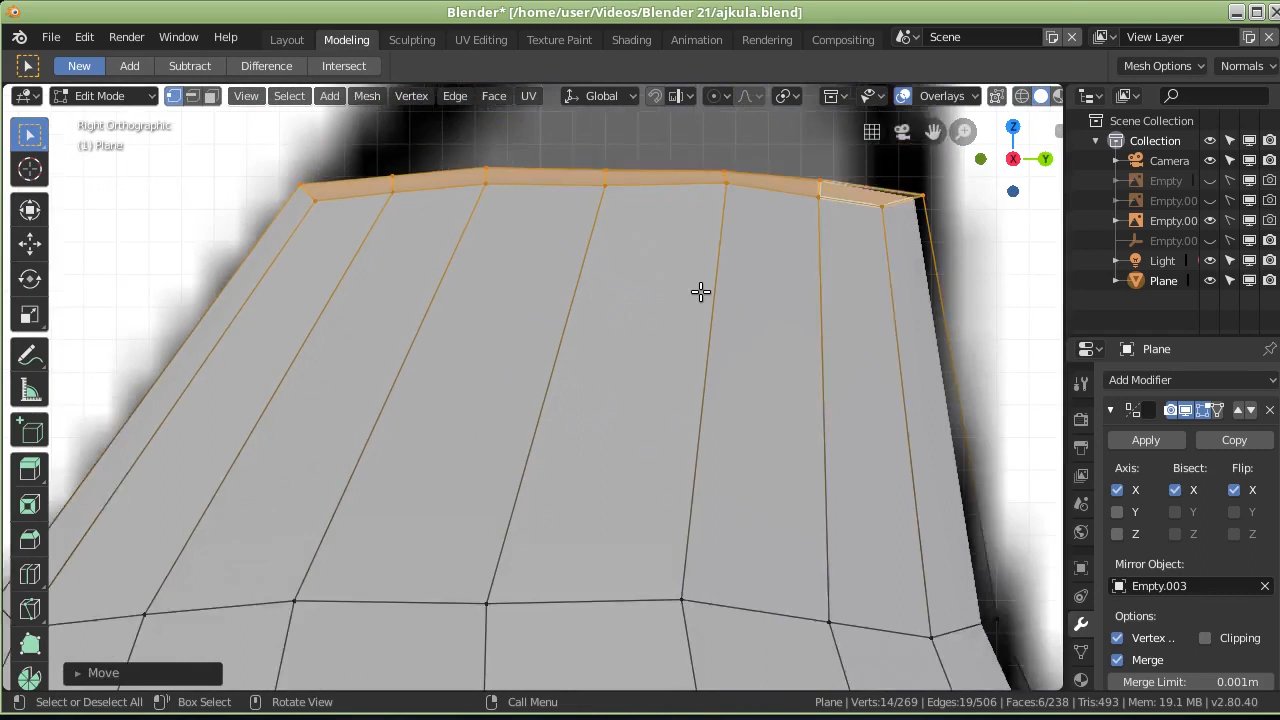 Blender* [/home/user/Videos/Blender 21/ajkula.blend]
File Edit Render Window Help Layout Modeling Sculpting UV Editing Texture Paint Shading Animation Rendering Compositing Scene View Layer
New Add Subtract Difference Intersect Mesh Options Normals
Edit Mode View Select Add Mesh Vertex Edge Face UV Global Overlays
Right Orthographic
(1) Plane
Z
X Y
Scene Collection
Collection
Camera
Empty
Empty.00
Empty.00
Empty.00
Light
Plane
Plane
Add Modifier
Apply Copy
Axis: Bisect: Flip:
X X X
Y Y Y
Z Z Z
Mirror Object:
Empty.003
Options:
Vertex .. Clipping
Merge
Merge Limit: 0.001m
Move
Select or Deselect All Box Select Rotate View Call Menu Plane | Verts:14/269 | Edges:19/506 | Faces:6/238 | Tris:493 | Mem: 19.1 MB | v2.80.40